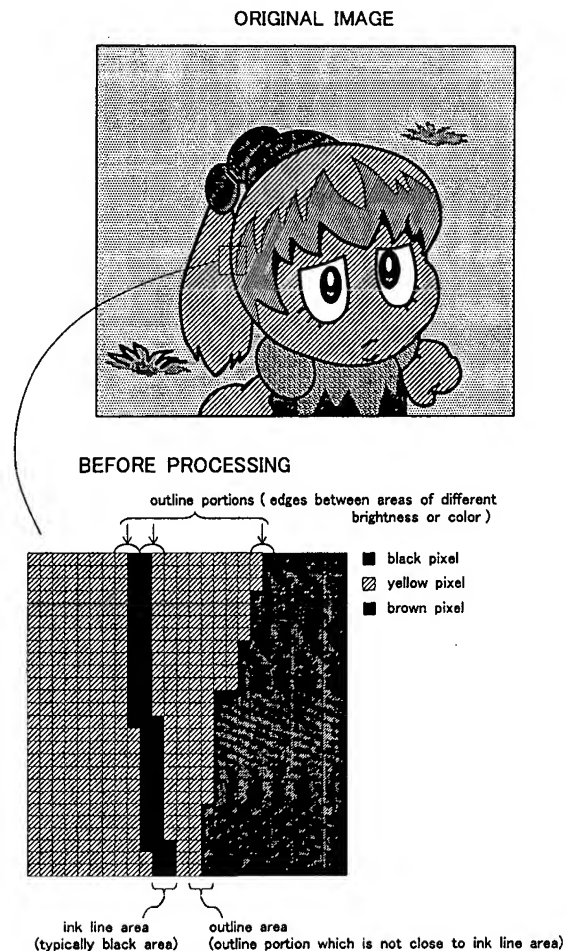 ORIGINAL IMAGE
BEFORE PROCESSING
outline portions ( edges between areas of different
brightness or color )
black pixel
yellow pixel
brown pixel
ink line area
(typically black area)
outline area
(outline portion which is not close to ink line area)